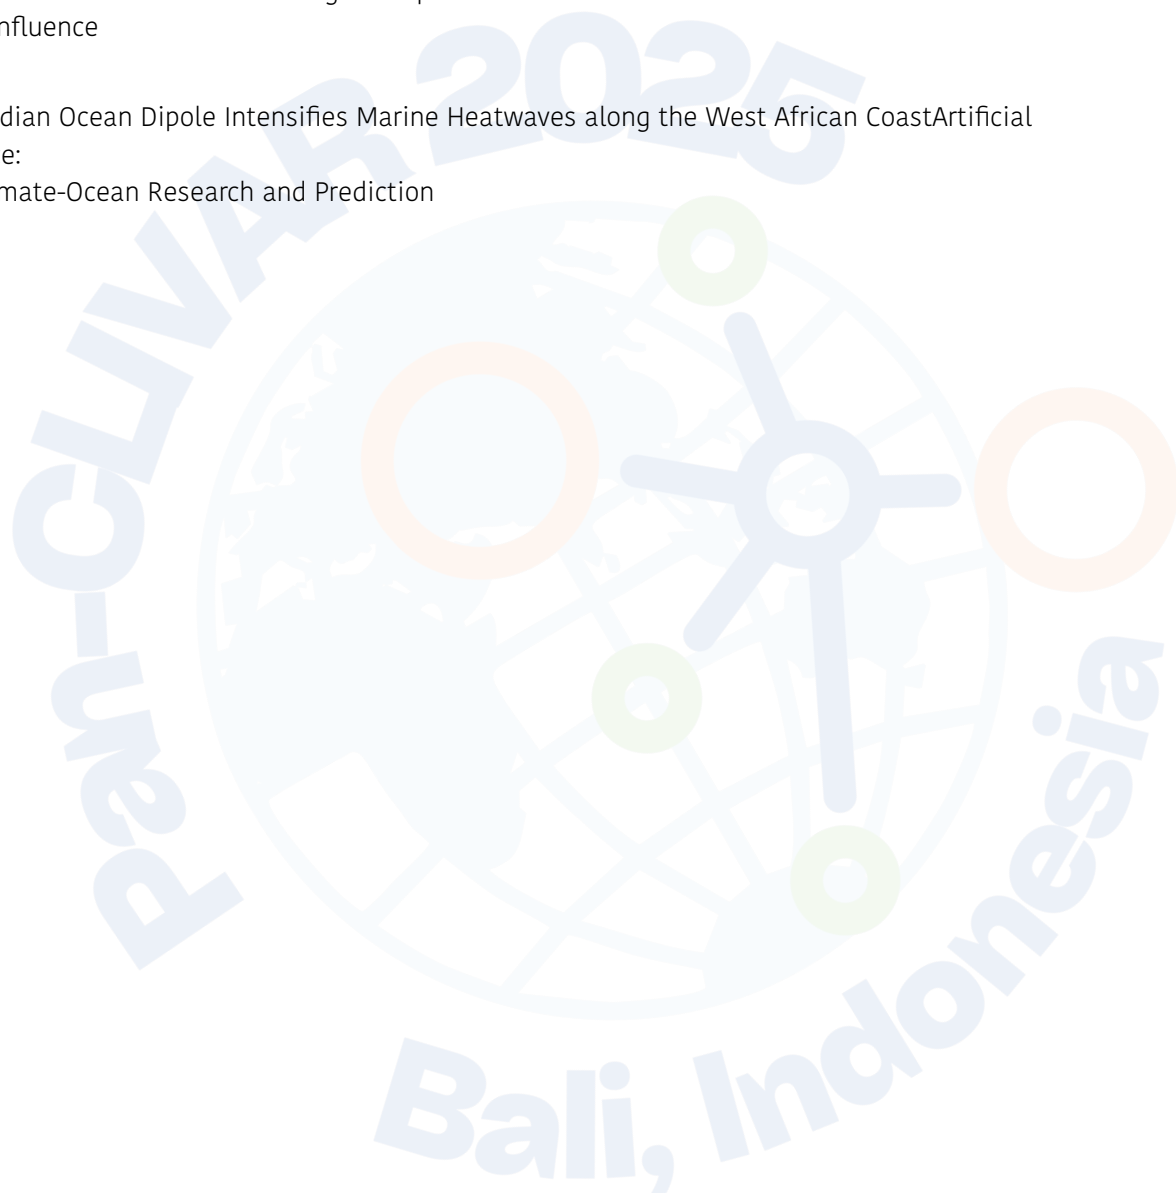 nfluence
dian Ocean Dipole Intensifies Marine Heatwaves along the West African CoastArtificial
e:
mate-Ocean Research and Prediction
Pan-CLIVAR 2025
Bali, Indonesia